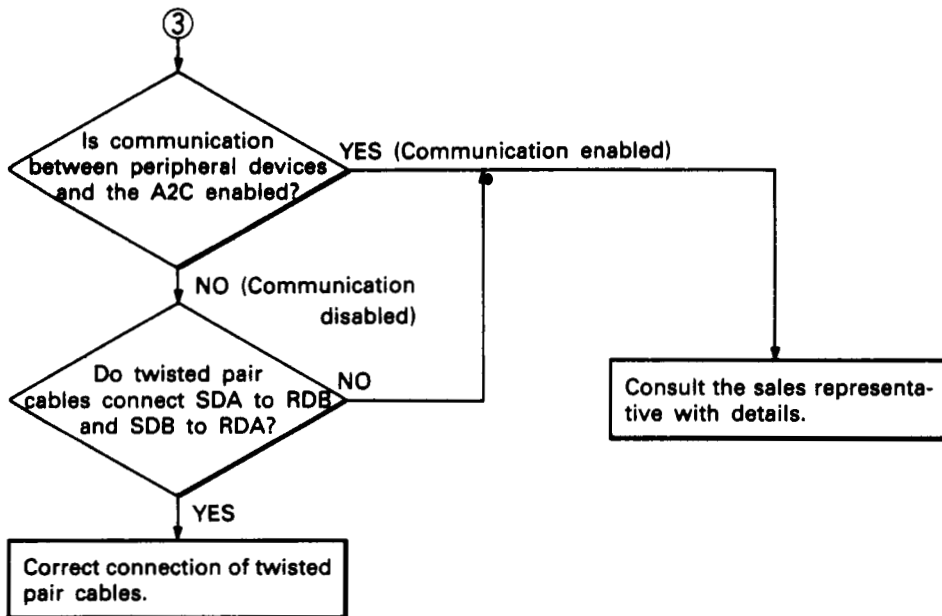 ③
Is communication
between peripheral devices
and the A2C enabled?
YES (Communication enabled)
NO (Communication
disabled)
Do twisted pair
cables connect SDA to RDB
and SDB to RDA?
NO
Consult the sales representa-
tive with details.
YES
Correct connection of twisted
pair cables.